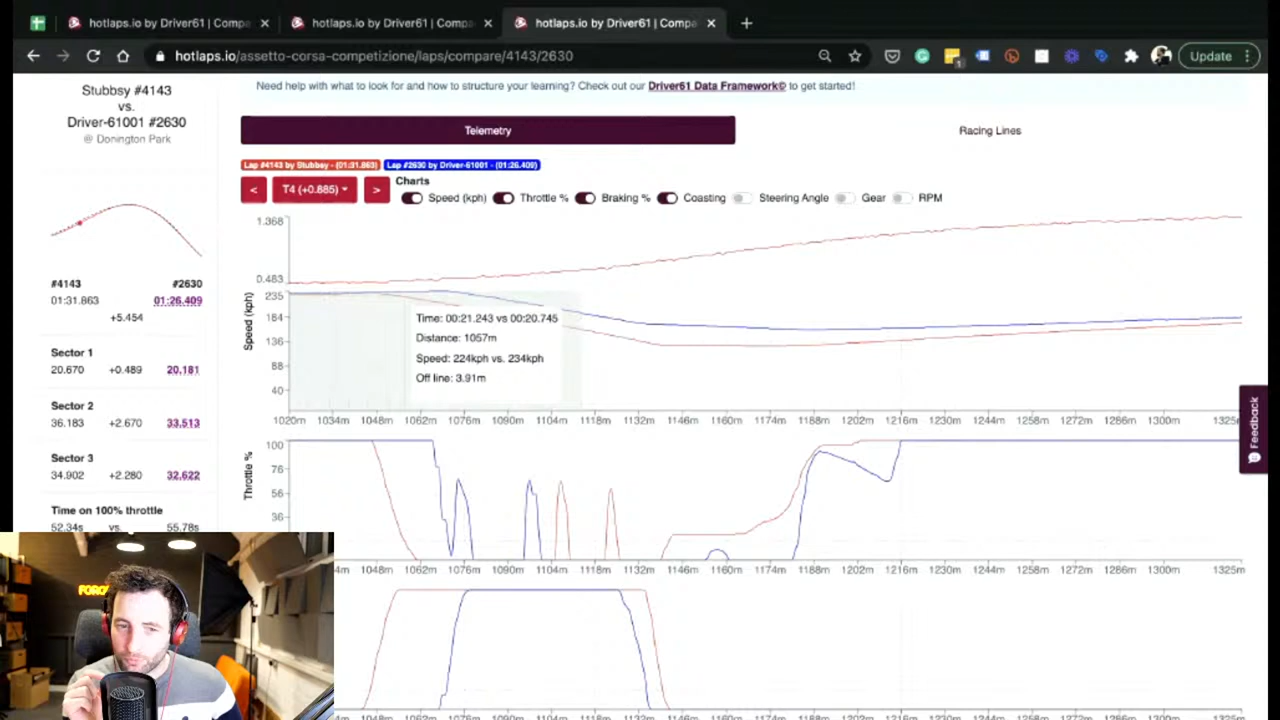 hotlaps.io by Driver61 | Compa
hotlaps.io by Driver61 | Compa
hotlaps.io by Driver61 | Compa
hotlaps.io/assetto-corsa-competizione/laps/compare/4143/2630
Update
Stubbsy #4143
vs.
Driver-61001 #2630
@ Donington Park
Need help with what to look for and how to structure your learning? Check out our Driver61 Data Framework© to get started!
Telemetry
Racing Lines
Lap #4143 by Stubbsy - (01:31.863)
Lap #2630 by Driver-61001 - (01:26.409)
< T4 (+0.885) >
Charts
Speed (kph) Throttle % Braking % Coasting Steering Angle Gear RPM
#4143 #2630
01:31.863 01:26.409
+5.454
Sector 1
20.670 +0.489 20.181
Sector 2
36.183 +2.670 33.513
Sector 3
34.902 +2.280 32.622
Time on 100% throttle
52.34s vs. 55.78s
1.368
0.483
Speed (kph)
235
184
136
88
40
Time: 00:21.243 vs 00:20.745
Distance: 1057m
Speed: 224kph vs. 234kph
Off line: 3.91m
1020m 1034m 1048m 1062m 1076m 1090m 1104m 1118m 1132m 1146m 1160m 1174m 1188m 1202m 1216m 1230m 1244m 1258m 1272m 1286m 1300m 1325m
Throttle %
100
76
56
36
4m 1048m 1062m 1076m 1090m 1104m 1118m 1132m 1146m 1160m 1174m 1188m 1202m 1216m 1230m 1244m 1258m 1272m 1286m 1300m 1325m
Feedback